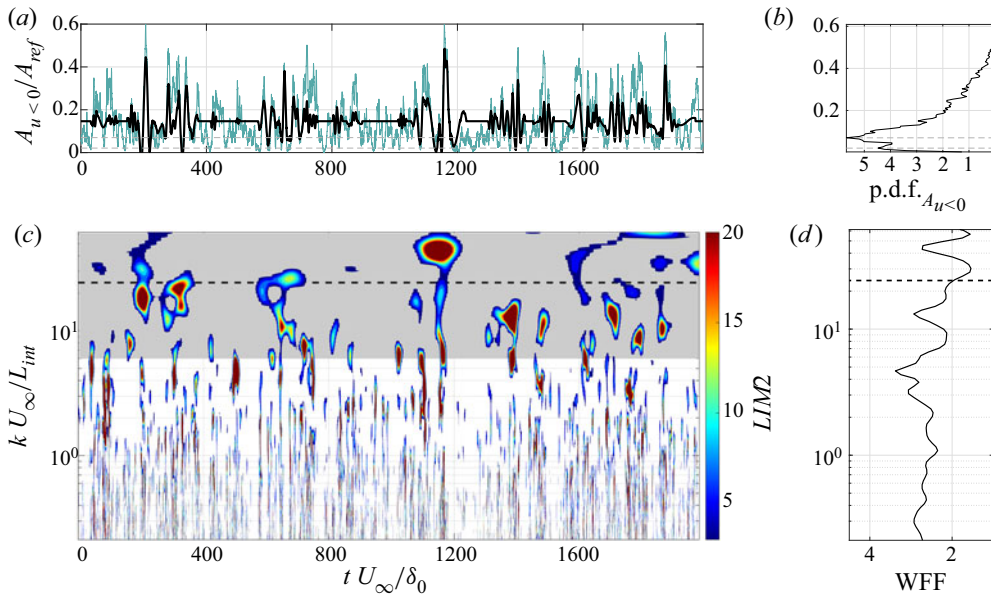 (a)
(b)
0.6
0.4
0.2
0
A_{u<0}/A_{ref}
0 400 800 1200 1600
0.6
0.4
0.2
5 4 3 2 1
p.d.f._{A_{u<0}}
(c)
(d)
10^1
10^0
k U_∞/L_{int}
0 400 800 1200 1600
t U_∞/δ_0
20
15
10
5
LIM2
10^1
10^0
4 2
WFF